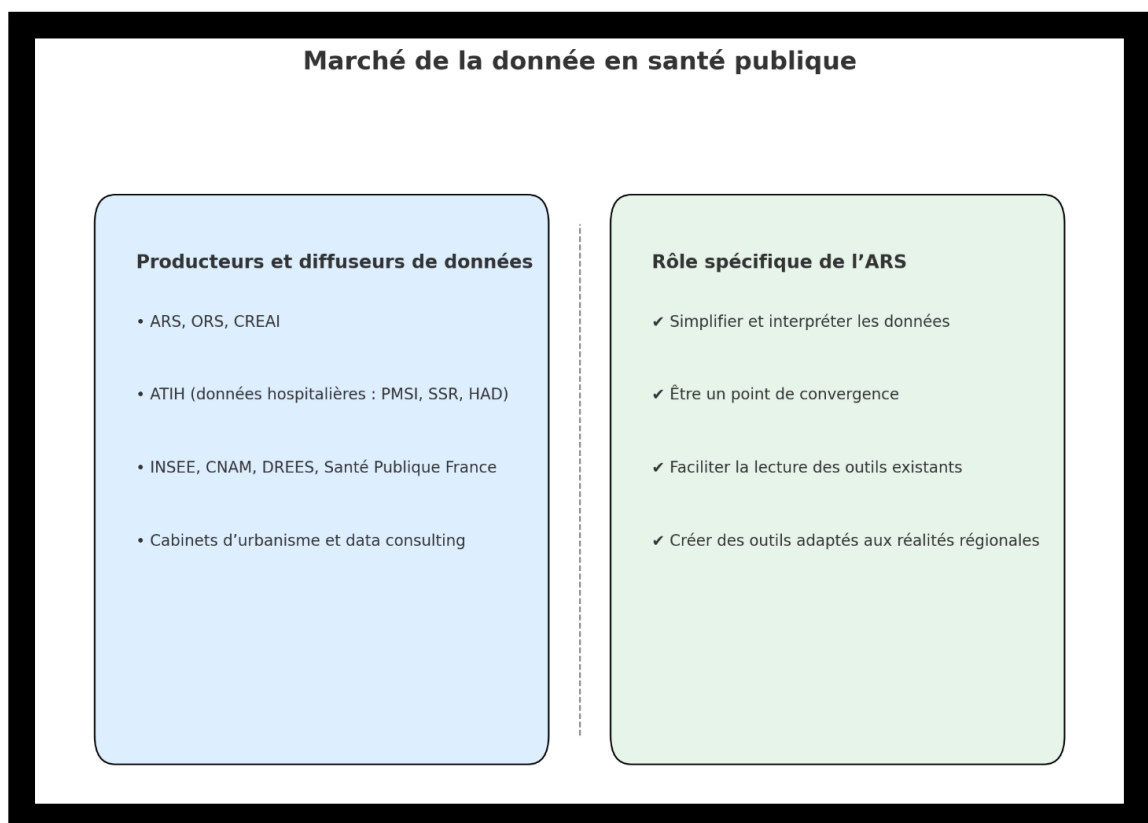 Marché de la donnée en santé publique
Producteurs et diffuseurs de données
• ARS, ORS, CREAI
• ATIH (données hospitalières : PMSI, SSR, HAD)
• INSEE, CNAM, DREES, Santé Publique France
• Cabinets d’urbanisme et data consulting
Rôle spécifique de l’ARS
✔ Simplifier et interpréter les données
✔ Être un point de convergence
✔ Faciliter la lecture des outils existants
✔ Créer des outils adaptés aux réalités régionales